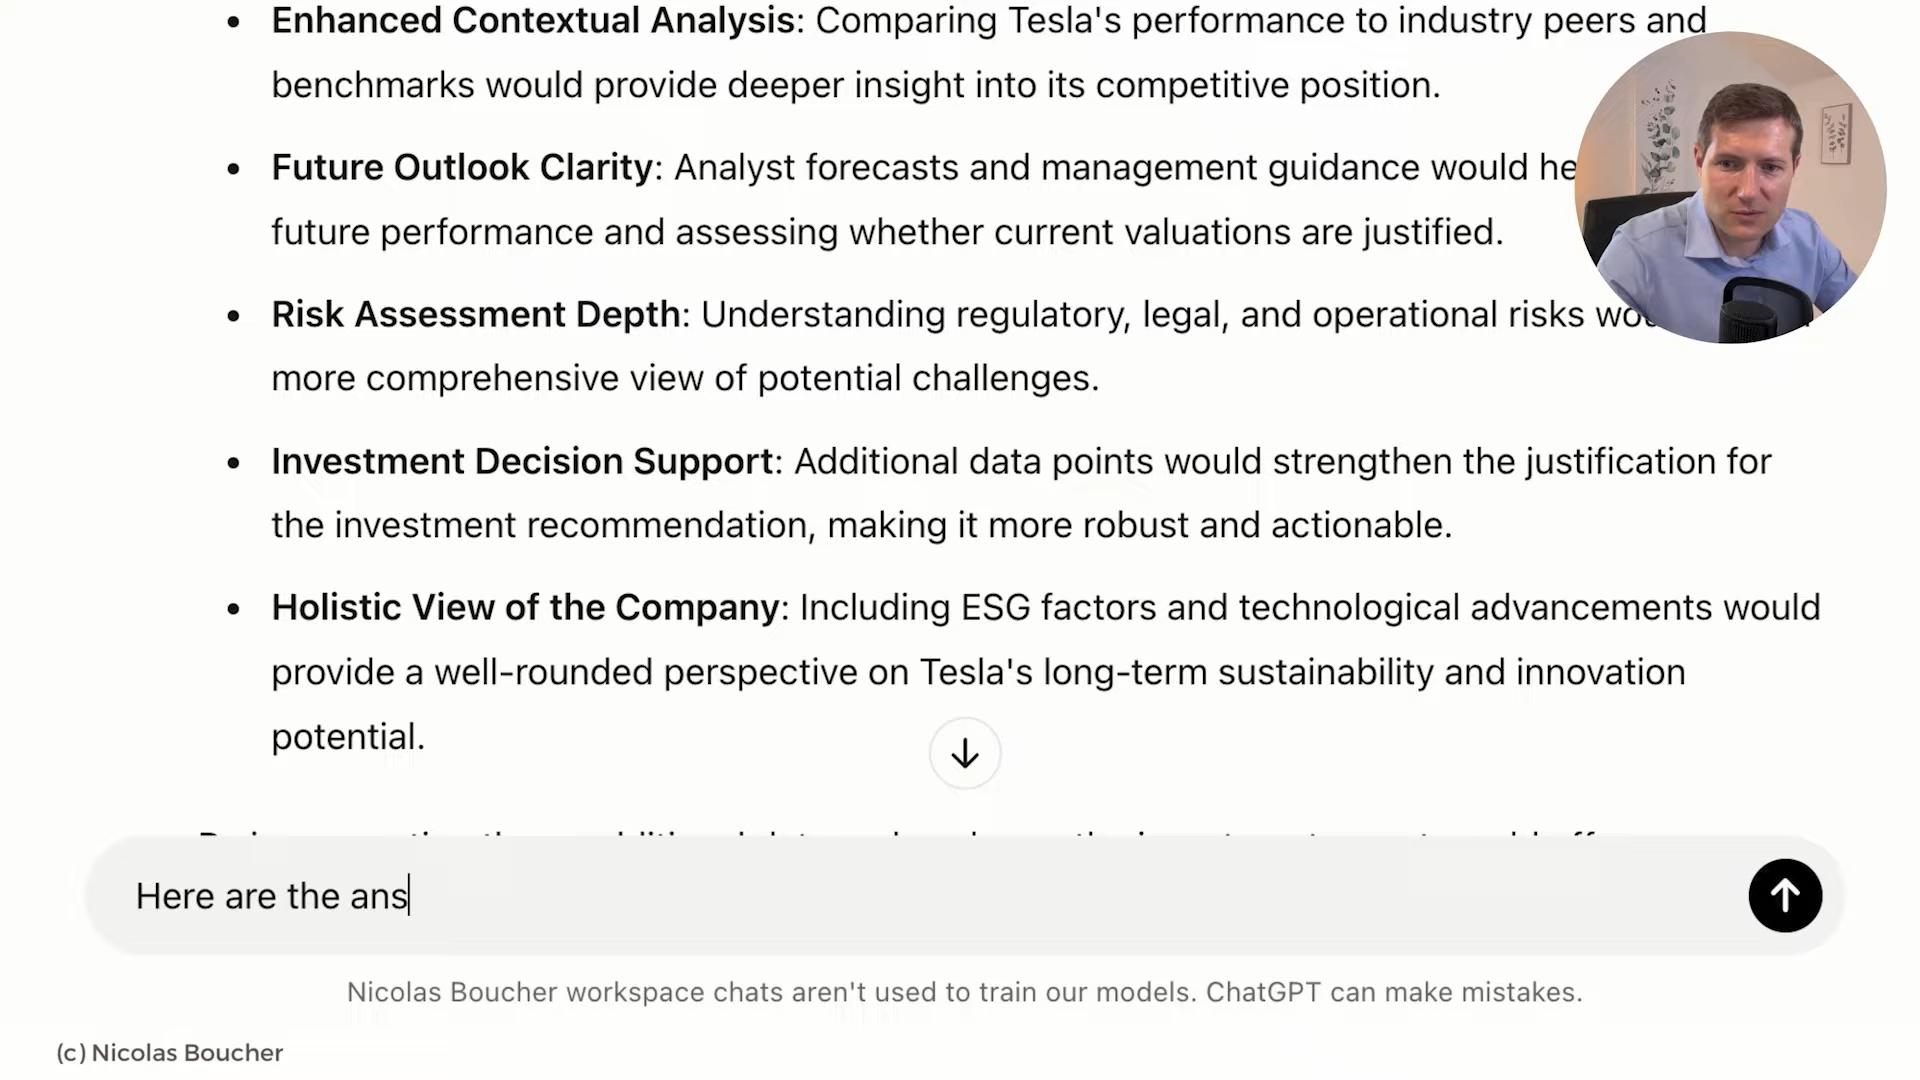 Enhanced Contextual Analysis: Comparing Tesla's performance to industry peers and
benchmarks would provide deeper insight into its competitive position.
Future Outlook Clarity: Analyst forecasts and management guidance would
future performance and assessing whether current valuations are justified.
Risk Assessment Depth: Understanding regulatory, legal, and operational risks
more comprehensive view of potential challenges.
Investment Decision Support: Additional data points would strengthen the justification for
the investment recommendation, making it more robust and actionable.
Holistic View of the Company: Including ESG factors and technological advancements would
provide a well-rounded perspective on Tesla's long-term sustainability and innovation
potential.
Here are the ans
Nicolas Boucher workspace chats aren't used to train our models. ChatGPT can make mistakes.
(c) Nicolas Boucher